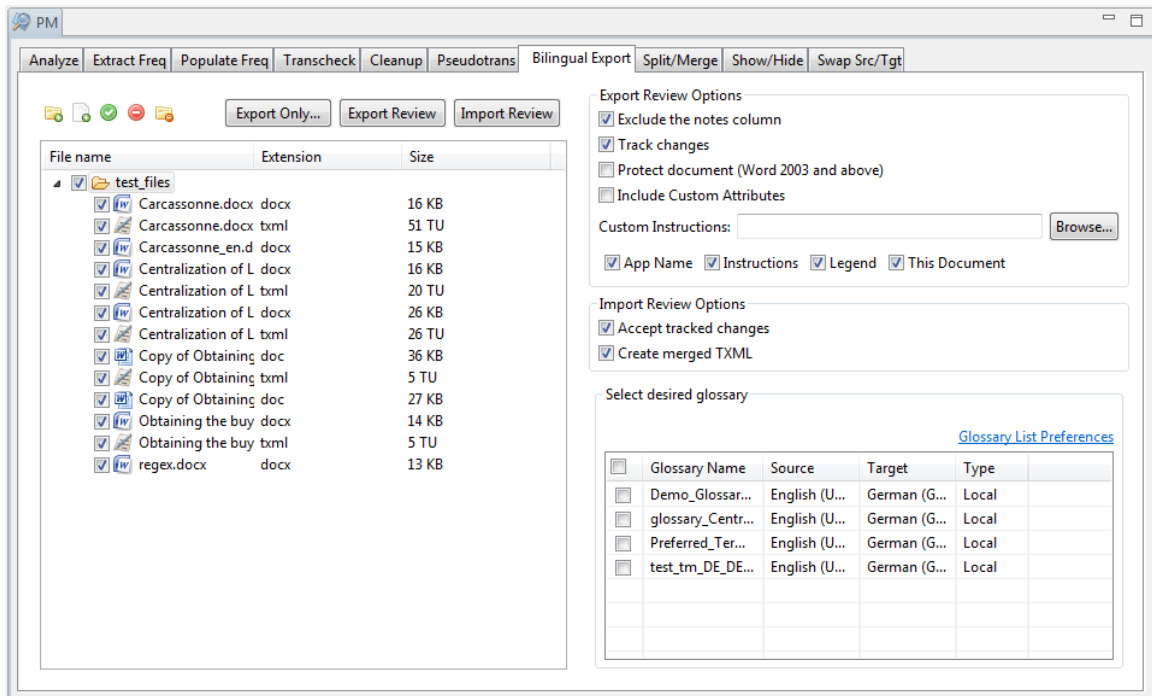 PM
Analyze Extract Freq Populate Freq Transcheck Cleanup Pseudotrans Bilingual Export Split/Merge Show/Hide Swap Src/Tgt
Export Only... Export Review Import Review
File name Extension Size
test_files
Carcassonne.docx docx 16 KB
Carcassonne.docx txml 51 TU
Carcassonne_en.d docx 15 KB
Centralization of L docx 16 KB
Centralization of L txml 20 TU
Centralization of L docx 26 KB
Centralization of L txml 26 TU
Copy of Obtaining doc 36 KB
Copy of Obtaining txml 5 TU
Copy of Obtaining doc 27 KB
Obtaining the buy docx 14 KB
Obtaining the buy txml 5 TU
regex.docx docx 13 KB
Export Review Options
Exclude the notes column
Track changes
Protect document (Word 2003 and above)
Include Custom Attributes
Custom Instructions: Browse...
App Name Instructions Legend This Document
Import Review Options
Accept tracked changes
Create merged TXML
Select desired glossary
Glossary List Preferences
Glossary Name Source Target Type
Demo_Glossar... English (U... German (G... Local
glossary_Centr... English (U... German (G... Local
Preferred_Ter... English (U... German (G... Local
test_tm_DE_DE... English (U... German (G... Local